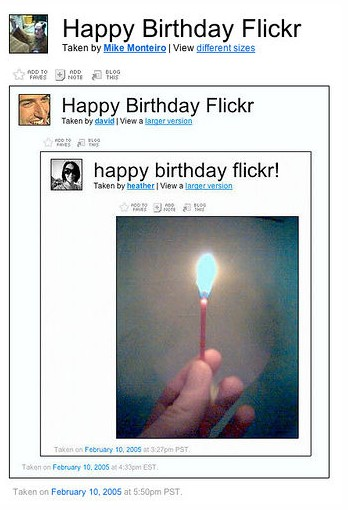 Happy Birthday Flickr
Taken by Mike Monteiro | View different sizes
ADD TO FAVES ADD NOTE BLOG THIS
Happy Birthday Flickr
Taken by david | View a larger version
ADD TO FAVES BLOG THIS
happy birthday flickr!
Taken by heather | View a larger version
ADD TO FAVES ADD NOTE BLOG THIS
Taken on February 10, 2005 at 3:27pm PST.
Taken on February 10, 2005 at 4:33pm EST.
Taken on February 10, 2005 at 5:50pm PST.